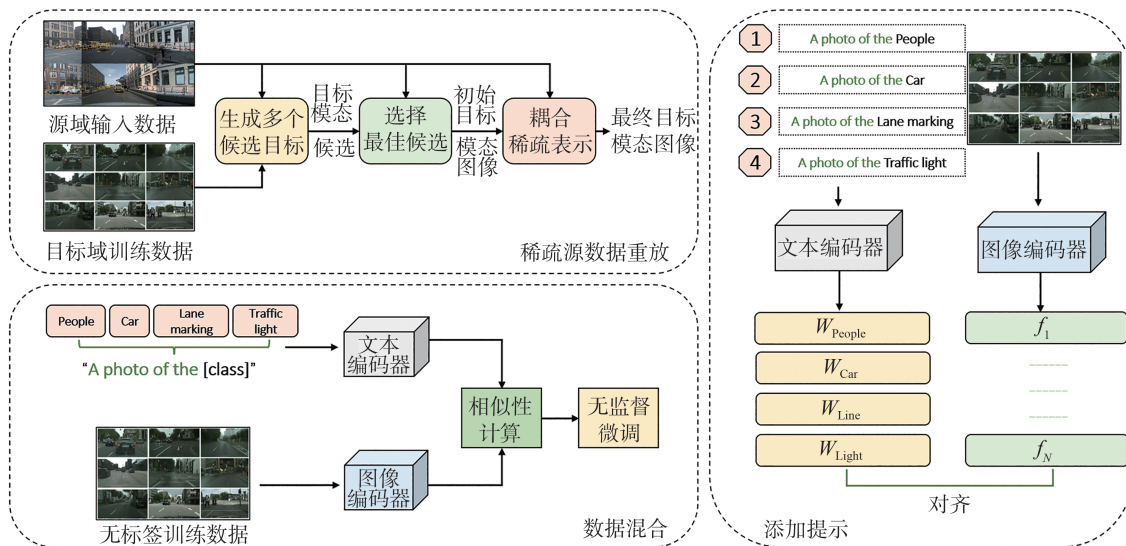 源域输入数据
目标域训练数据
生成多个
候选目标
目标
模态
候选
选择
最佳候选
初始
目标
模态
图像
耦合
稀疏表示
最终目标
模态图像
稀疏源数据重放
People
Car
Lane
marking
Traffic
light
“A photo of the [class]”
文本
编码器
无标签训练数据
图像
编码器
相似性
计算
无监督
微调
数据混合
1
A photo of the People
2
A photo of the Car
3
A photo of the Lane marking
4
A photo of the Traffic light
文本编码器
图像编码器
W People
W Car
W Line
W Light
f 1
f N
对齐
添加提示